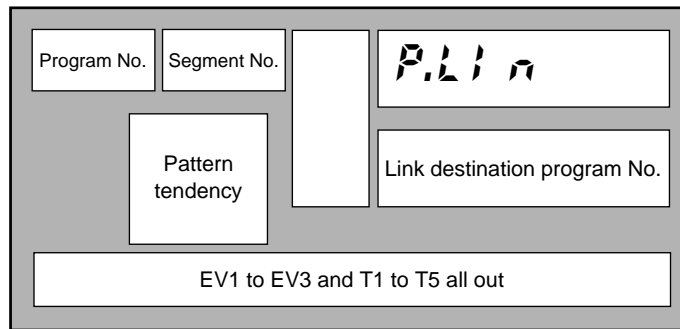 Program No.
Segment No.
P.LI n
Pattern
tendency
Link destination program No.
EV1 to EV3 and T1 to T5 all out